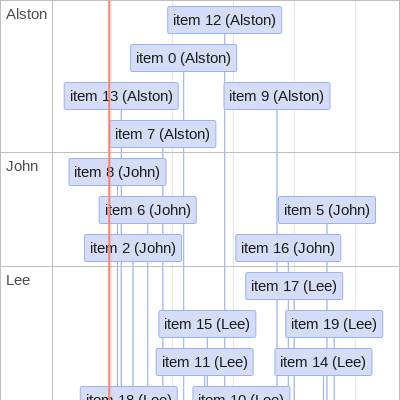 Alston
item 12 (Alston)
item 0 (Alston)
item 13 (Alston)
item 9 (Alston)
item 7 (Alston)
John
item 8 (John)
item 6 (John)
item 5 (John)
item 2 (John)
item 16 (John)
Lee
item 17 (Lee)
item 15 (Lee)
item 19 (Lee)
item 11 (Lee)
item 14 (Lee)
item 18 (Lee)
item 10 (Lee)